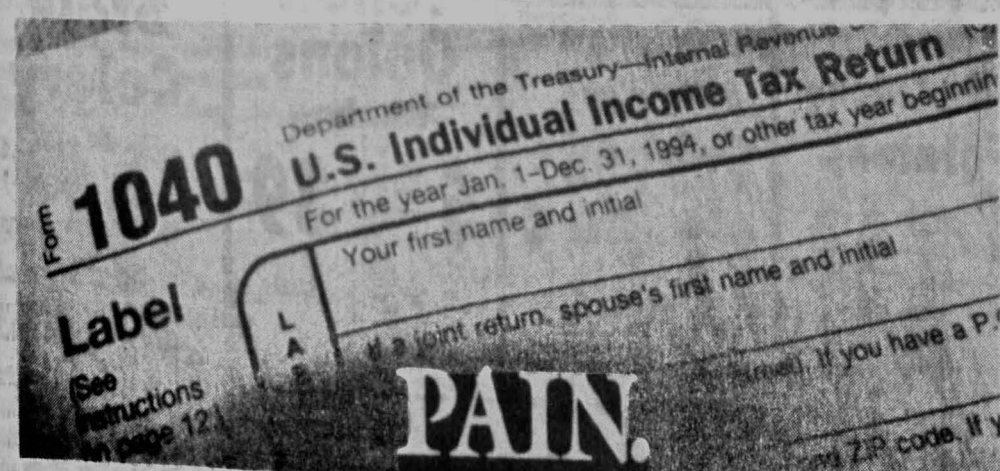 Department of the Treasury—Internal Revenue
Form 1040 U.S. Individual Income Tax Return
For the year Jan. 1–Dec. 31, 1994, or other tax year beginnin
Label
(See
instructions
on page 12.)
L
A
Your first name and initial
If a joint return, spouse's first name and initial
If you have a P.
ZIP code. If y
PAIN.